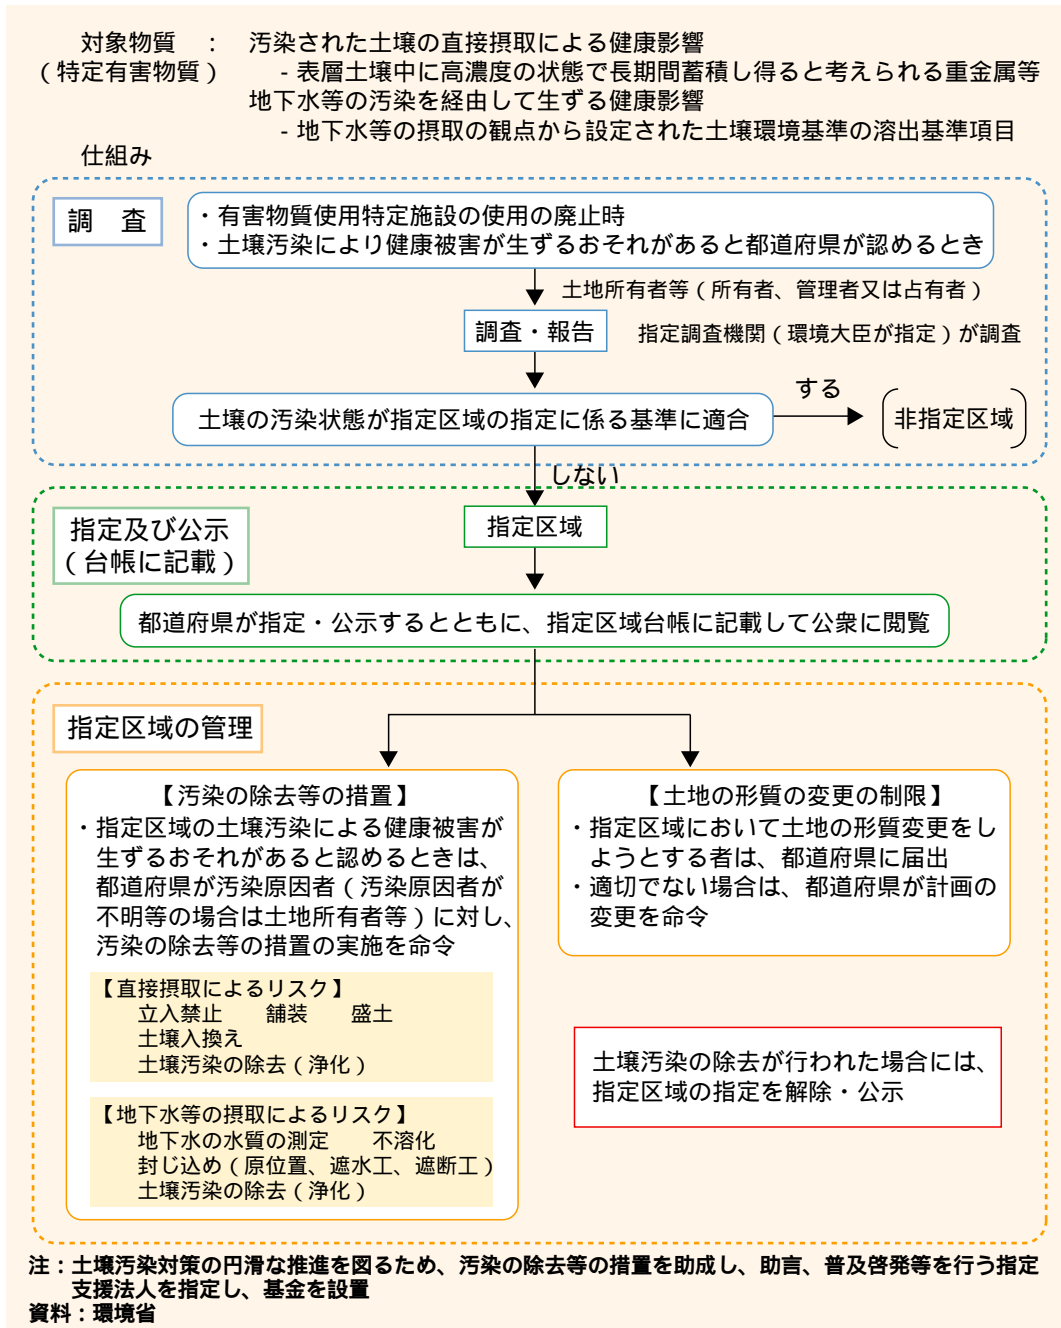 対象物質 : 汚染された土壌の直接摂取による健康影響
(特定有害物質) - 表層土壌中に高濃度の状態で長期間蓄積し得ると考えられる重金属等
地下水等の汚染を経由して生ずる健康影響
- 地下水等の摂取の観点から設定された土壌環境基準の溶出基準項目
仕組み
調 査
・有害物質使用特定施設の使用の廃止時
・土壌汚染により健康被害が生ずるおそれがあると都道府県が認めるとき
土地所有者等(所有者、管理者又は占有者)
調査・報告
指定調査機関(環境大臣が指定)が調査
土壌の汚染状態が指定区域の指定に係る基準に適合
する
非指定区域
しない
指定及び公示
(台帳に記載)
指定区域
都道府県が指定・公示するとともに、指定区域台帳に記載して公衆に閲覧
指定区域の管理
【汚染の除去等の措置】
・指定区域の土壌汚染による健康被害が
生ずるおそれがあると認めるときは、
都道府県が汚染原因者(汚染原因者が
不明等の場合は土地所有者等)に対し、
汚染の除去等の措置の実施を命令
【直接摂取によるリスク】
立入禁止 舗装 盛土
土壌入換え
土壌汚染の除去(浄化)
【地下水等の摂取によるリスク】
地下水の水質の測定 不溶化
封じ込め(原位置、遮水工、遮断工)
土壌汚染の除去(浄化)
【土地の形質の変更の制限】
・指定区域において土地の形質変更をし
ようとする者は、都道府県に届出
・適切でない場合は、都道府県が計画の
変更を命令
土壌汚染の除去が行われた場合には、
指定区域の指定を解除・公示
注:土壌汚染対策の円滑な推進を図るため、汚染の除去等の措置を助成し、助言、普及啓発等を行う指定
支援法人を指定し、基金を設置
資料:環境省